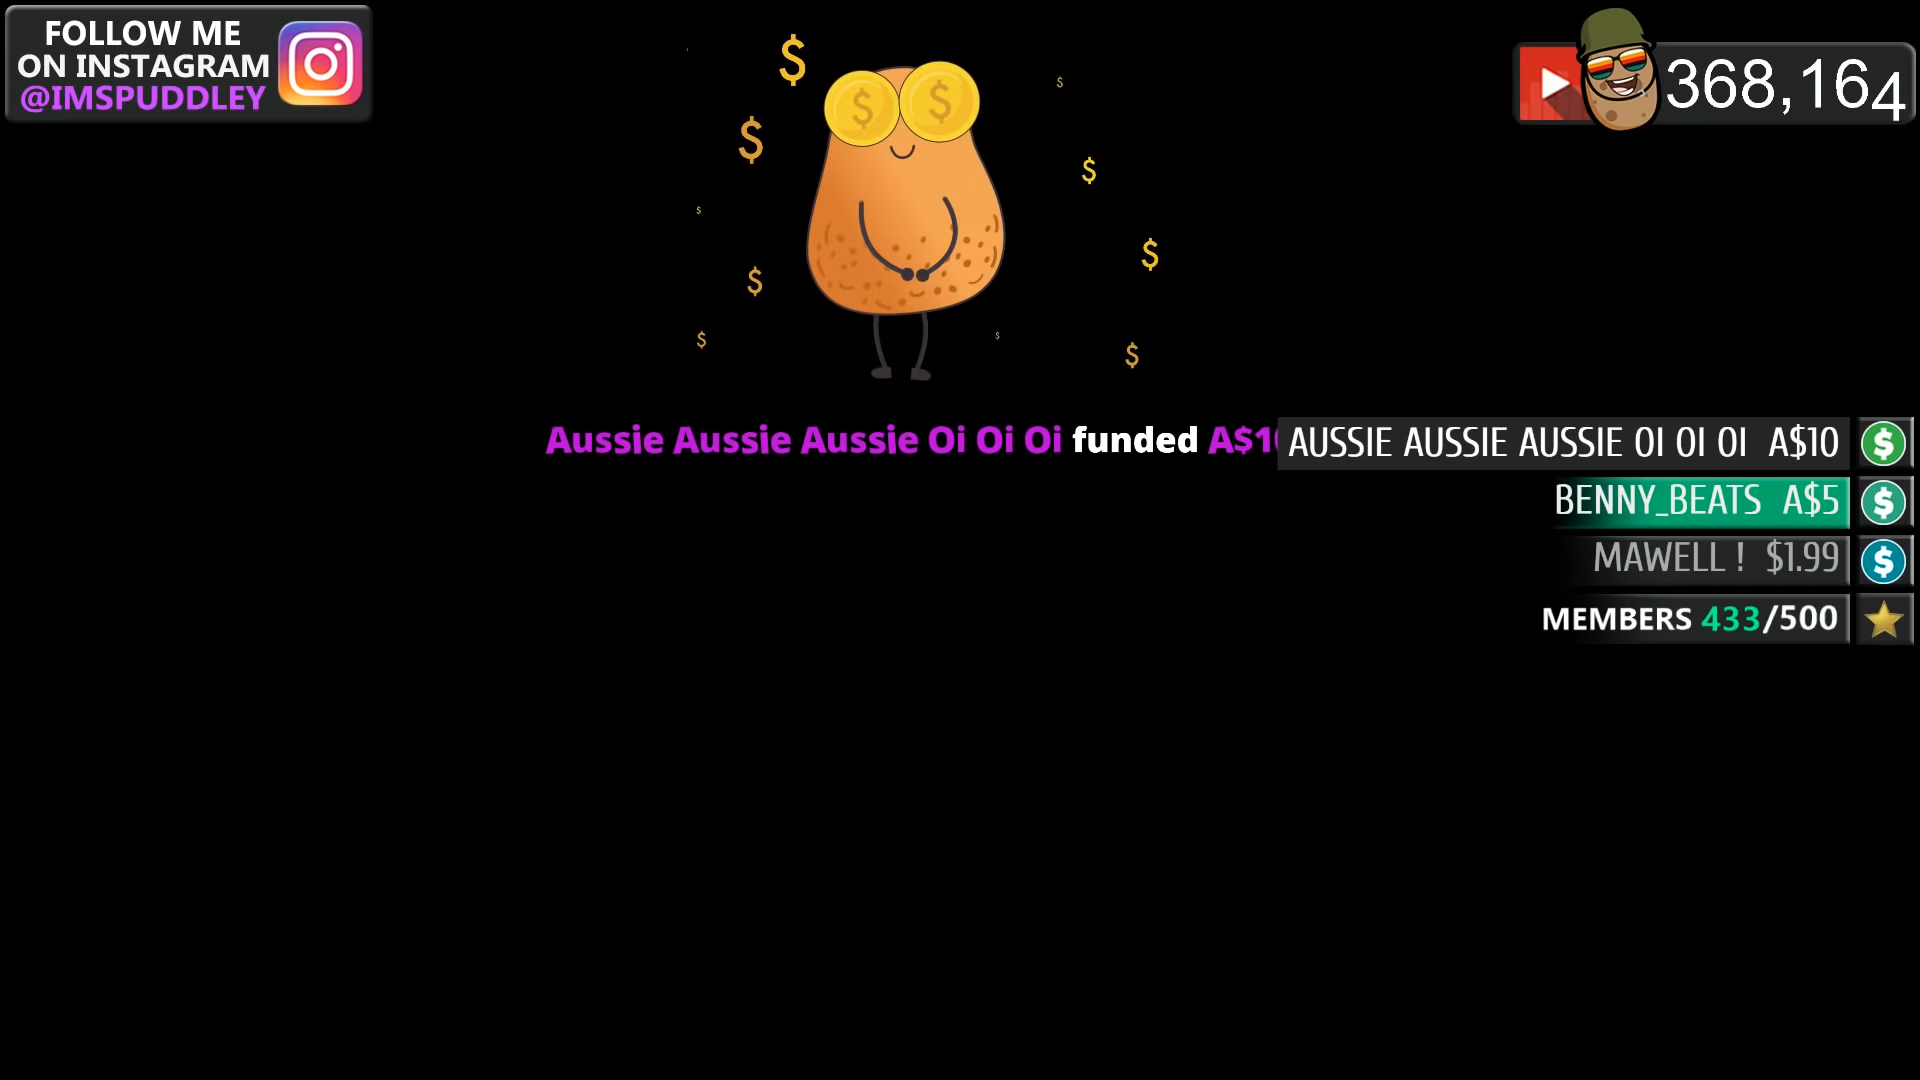 FOLLOW ME
ON INSTAGRAM
@IMSPUDDLEY
368,164
Aussie Aussie Aussie Oi Oi Oi funded A$10
AUSSIE AUSSIE AUSSIE OI OI OI A$10
BENNY_BEATS A$5
MAWELL ! $1.99
MEMBERS 433/500